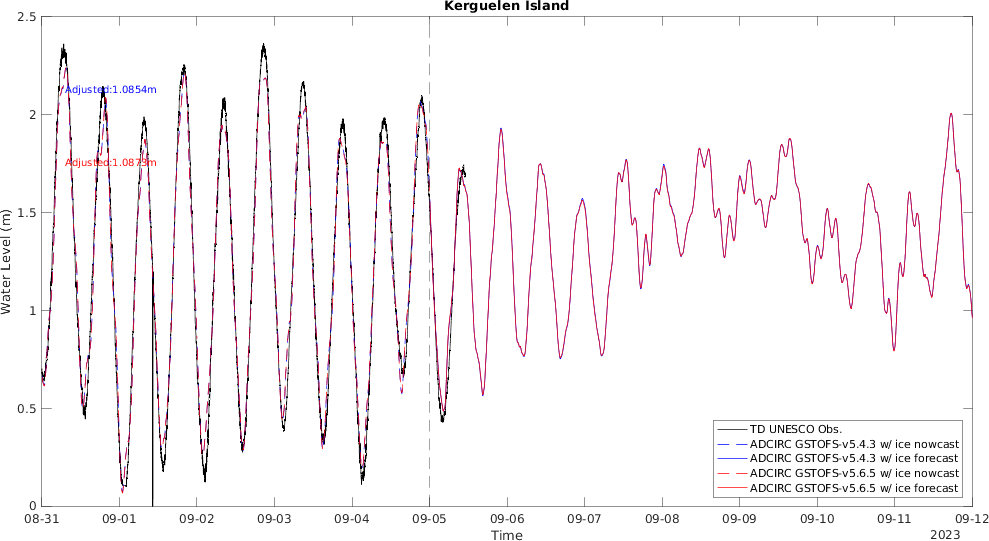 Kerguelen Island
Water Level (m)
2.5
2
1.5
1
0.5
0
Adjusted:1.0854m
Adjusted:1.0873m
TD UNESCO Obs.
ADCIRC GSTOFS-v5.4.3 w/ ice nowcast
ADCIRC GSTOFS-v5.4.3 w/ ice forecast
ADCIRC GSTOFS-v5.6.5 w/ ice nowcast
ADCIRC GSTOFS-v5.6.5 w/ ice forecast
08-31 09-01 09-02 09-03 09-04 09-05 09-06 09-07 09-08 09-09 09-10 09-11 09-12
Time
2023